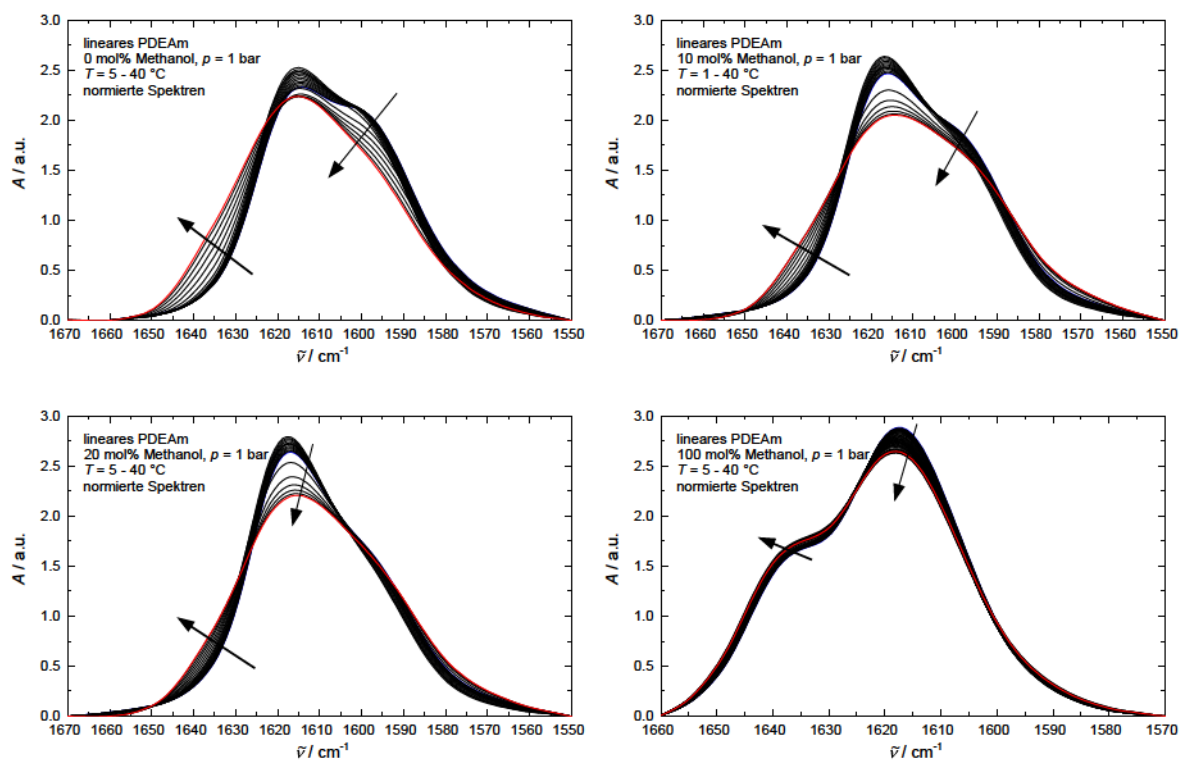 lineares PDEAm
0 mol% Methanol, p = 1 bar
T = 5 - 40 °C
normierte Spektren
A / a.u.
3.0
2.5
2.0
1.5
1.0
0.5
0.0
1670 1660 1650 1640 1630 1620 1610 1600 1590 1580 1570 1550
ν̃ / cm⁻¹
lineares PDEAm
10 mol% Methanol, p = 1 bar
T = 1 - 40 °C
normierte Spektren
A / a.u.
3.0
2.5
2.0
1.5
1.0
0.5
0.0
1670 1660 1650 1640 1630 1620 1610 1600 1590 1580 1570 1550
ν̃ / cm⁻¹
lineares PDEAm
20 mol% Methanol, p = 1 bar
T = 5 - 40 °C
normierte Spektren
A / a.u.
3.0
2.5
2.0
1.5
1.0
0.5
0.0
1670 1660 1650 1640 1630 1620 1610 1600 1590 1580 1570 1550
ν̃ / cm⁻¹
lineares PDEAm
100 mol% Methanol, p = 1 bar
T = 5 - 40 °C
normierte Spektren
A / a.u.
3.0
2.5
2.0
1.5
1.0
0.5
0.0
1660 1650 1640 1630 1620 1610 1600 1590 1580 1570
ν̃ / cm⁻¹